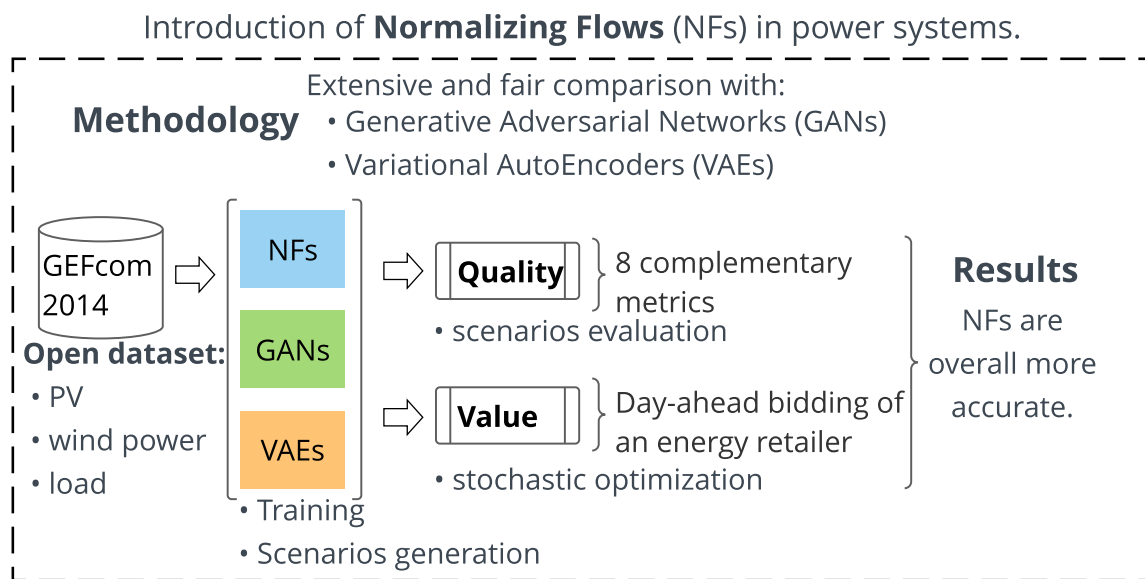 Introduction of Normalizing Flows (NFs) in power systems.
Extensive and fair comparison with:
Methodology
• Generative Adversarial Networks (GANs)
• Variational AutoEncoders (VAEs)
GEFcom
2014
Open dataset:
• PV
• wind power
• load
NFs
GANs
VAEs
• Training
• Scenarios generation
Quality
8 complementary
metrics
• scenarios evaluation
Value
Day-ahead bidding of
an energy retailer
• stochastic optimization
Results
NFs are
overall more
accurate.